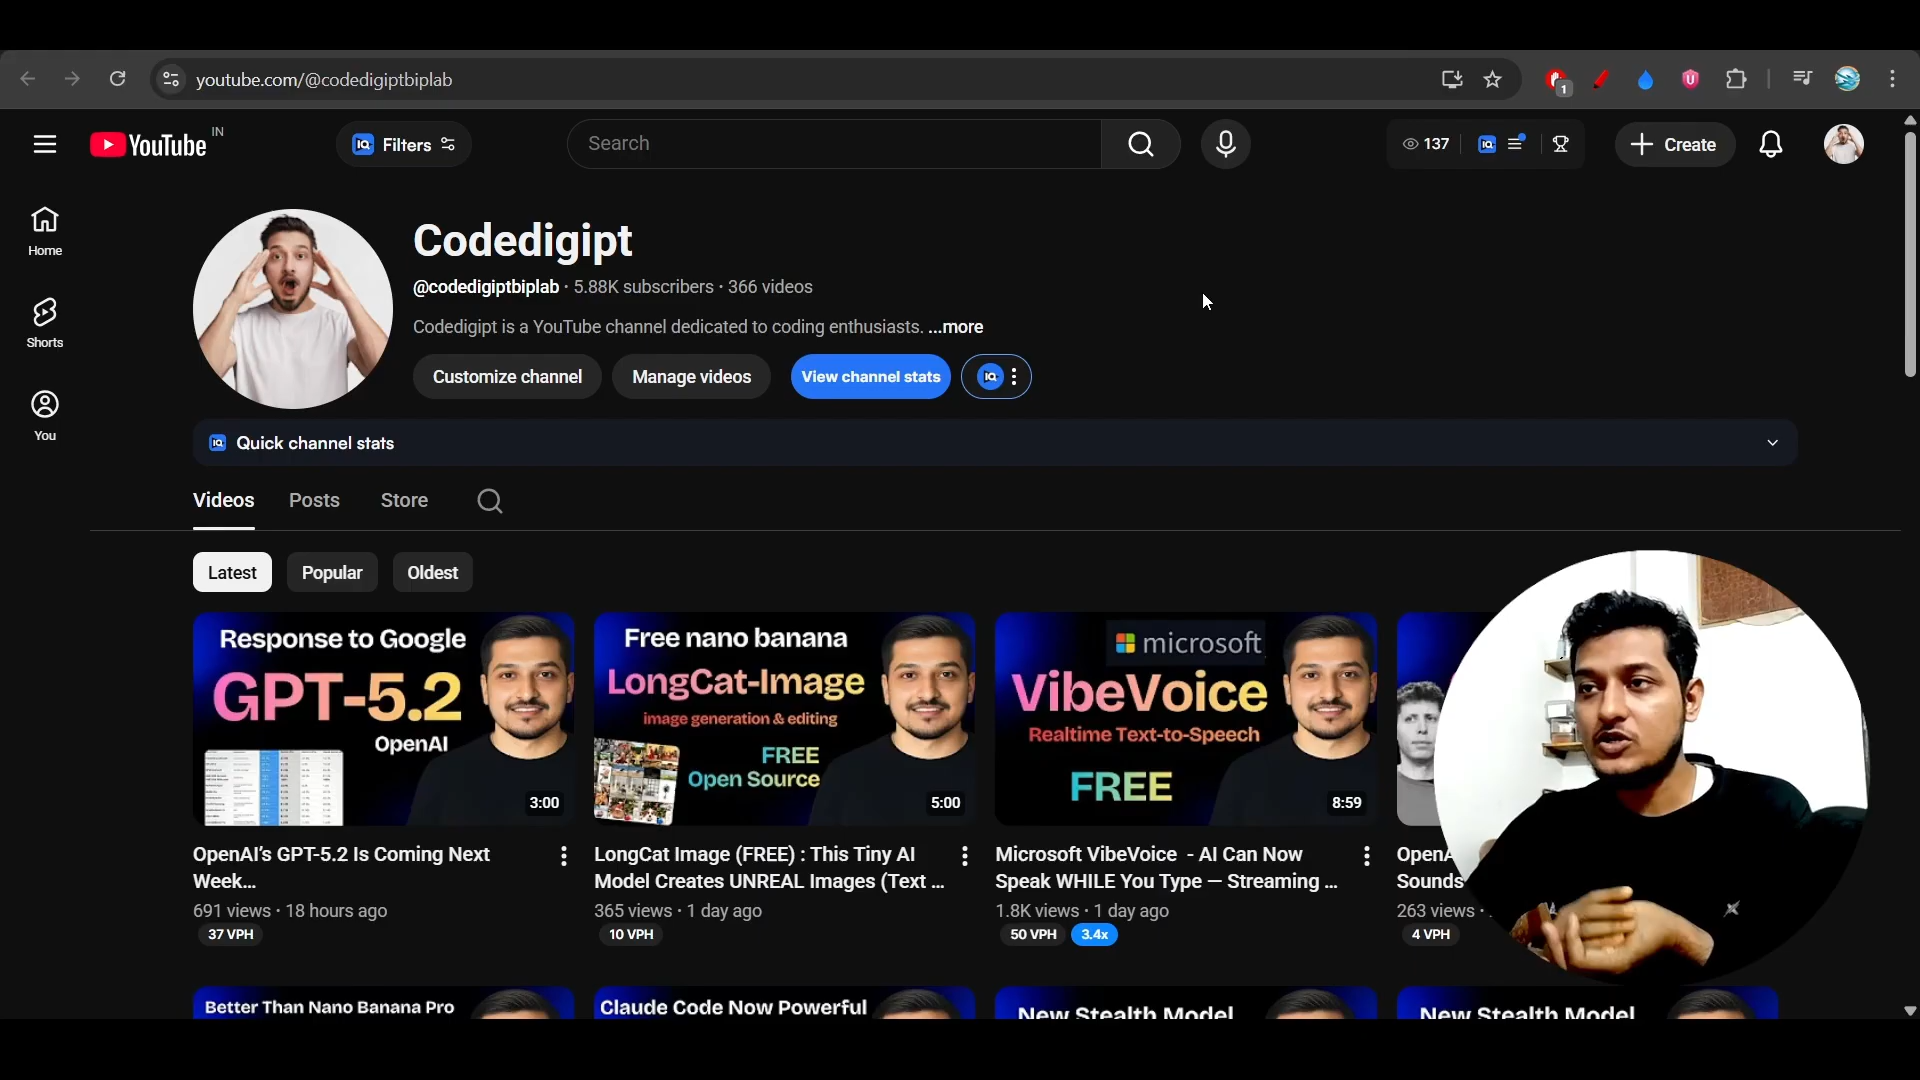 youtube.com/@codedigiptbiplab
1
YouTube
IN
Filters
Search
137
Create
Home
Shorts
You
Codedigipt
@codedigiptbiplab · 5.88K subscribers · 366 videos
Codedigipt is a YouTube channel dedicated to coding enthusiasts. ...more
Customize channel
Manage videos
View channel stats
Quick channel stats
Videos
Posts
Store
Latest
Popular
Oldest
Response to Google
GPT-5.2
OpenAI
3:00
Free nano banana
LongCat-Image
image generation & editing
FREE
Open Source
5:00
microsoft
VibeVoice
Realtime Text-to-Speech
FREE
8:59
OpenAI's GPT-5.2 Is Coming Next
Week...
691 views · 18 hours ago
37 VPH
LongCat Image (FREE) : This Tiny AI
Model Creates UNREAL Images (Text ...
365 views · 1 day ago
10 VPH
Microsoft VibeVoice - AI Can Now
Speak WHILE You Type — Streaming ...
1.8K views · 1 day ago
50 VPH
3.4x
Sounds
263 views ·
4 VPH
Better Than Nano Banana Pro
Claude Code Now Powerful
New Stealth Model
New Stealth Model